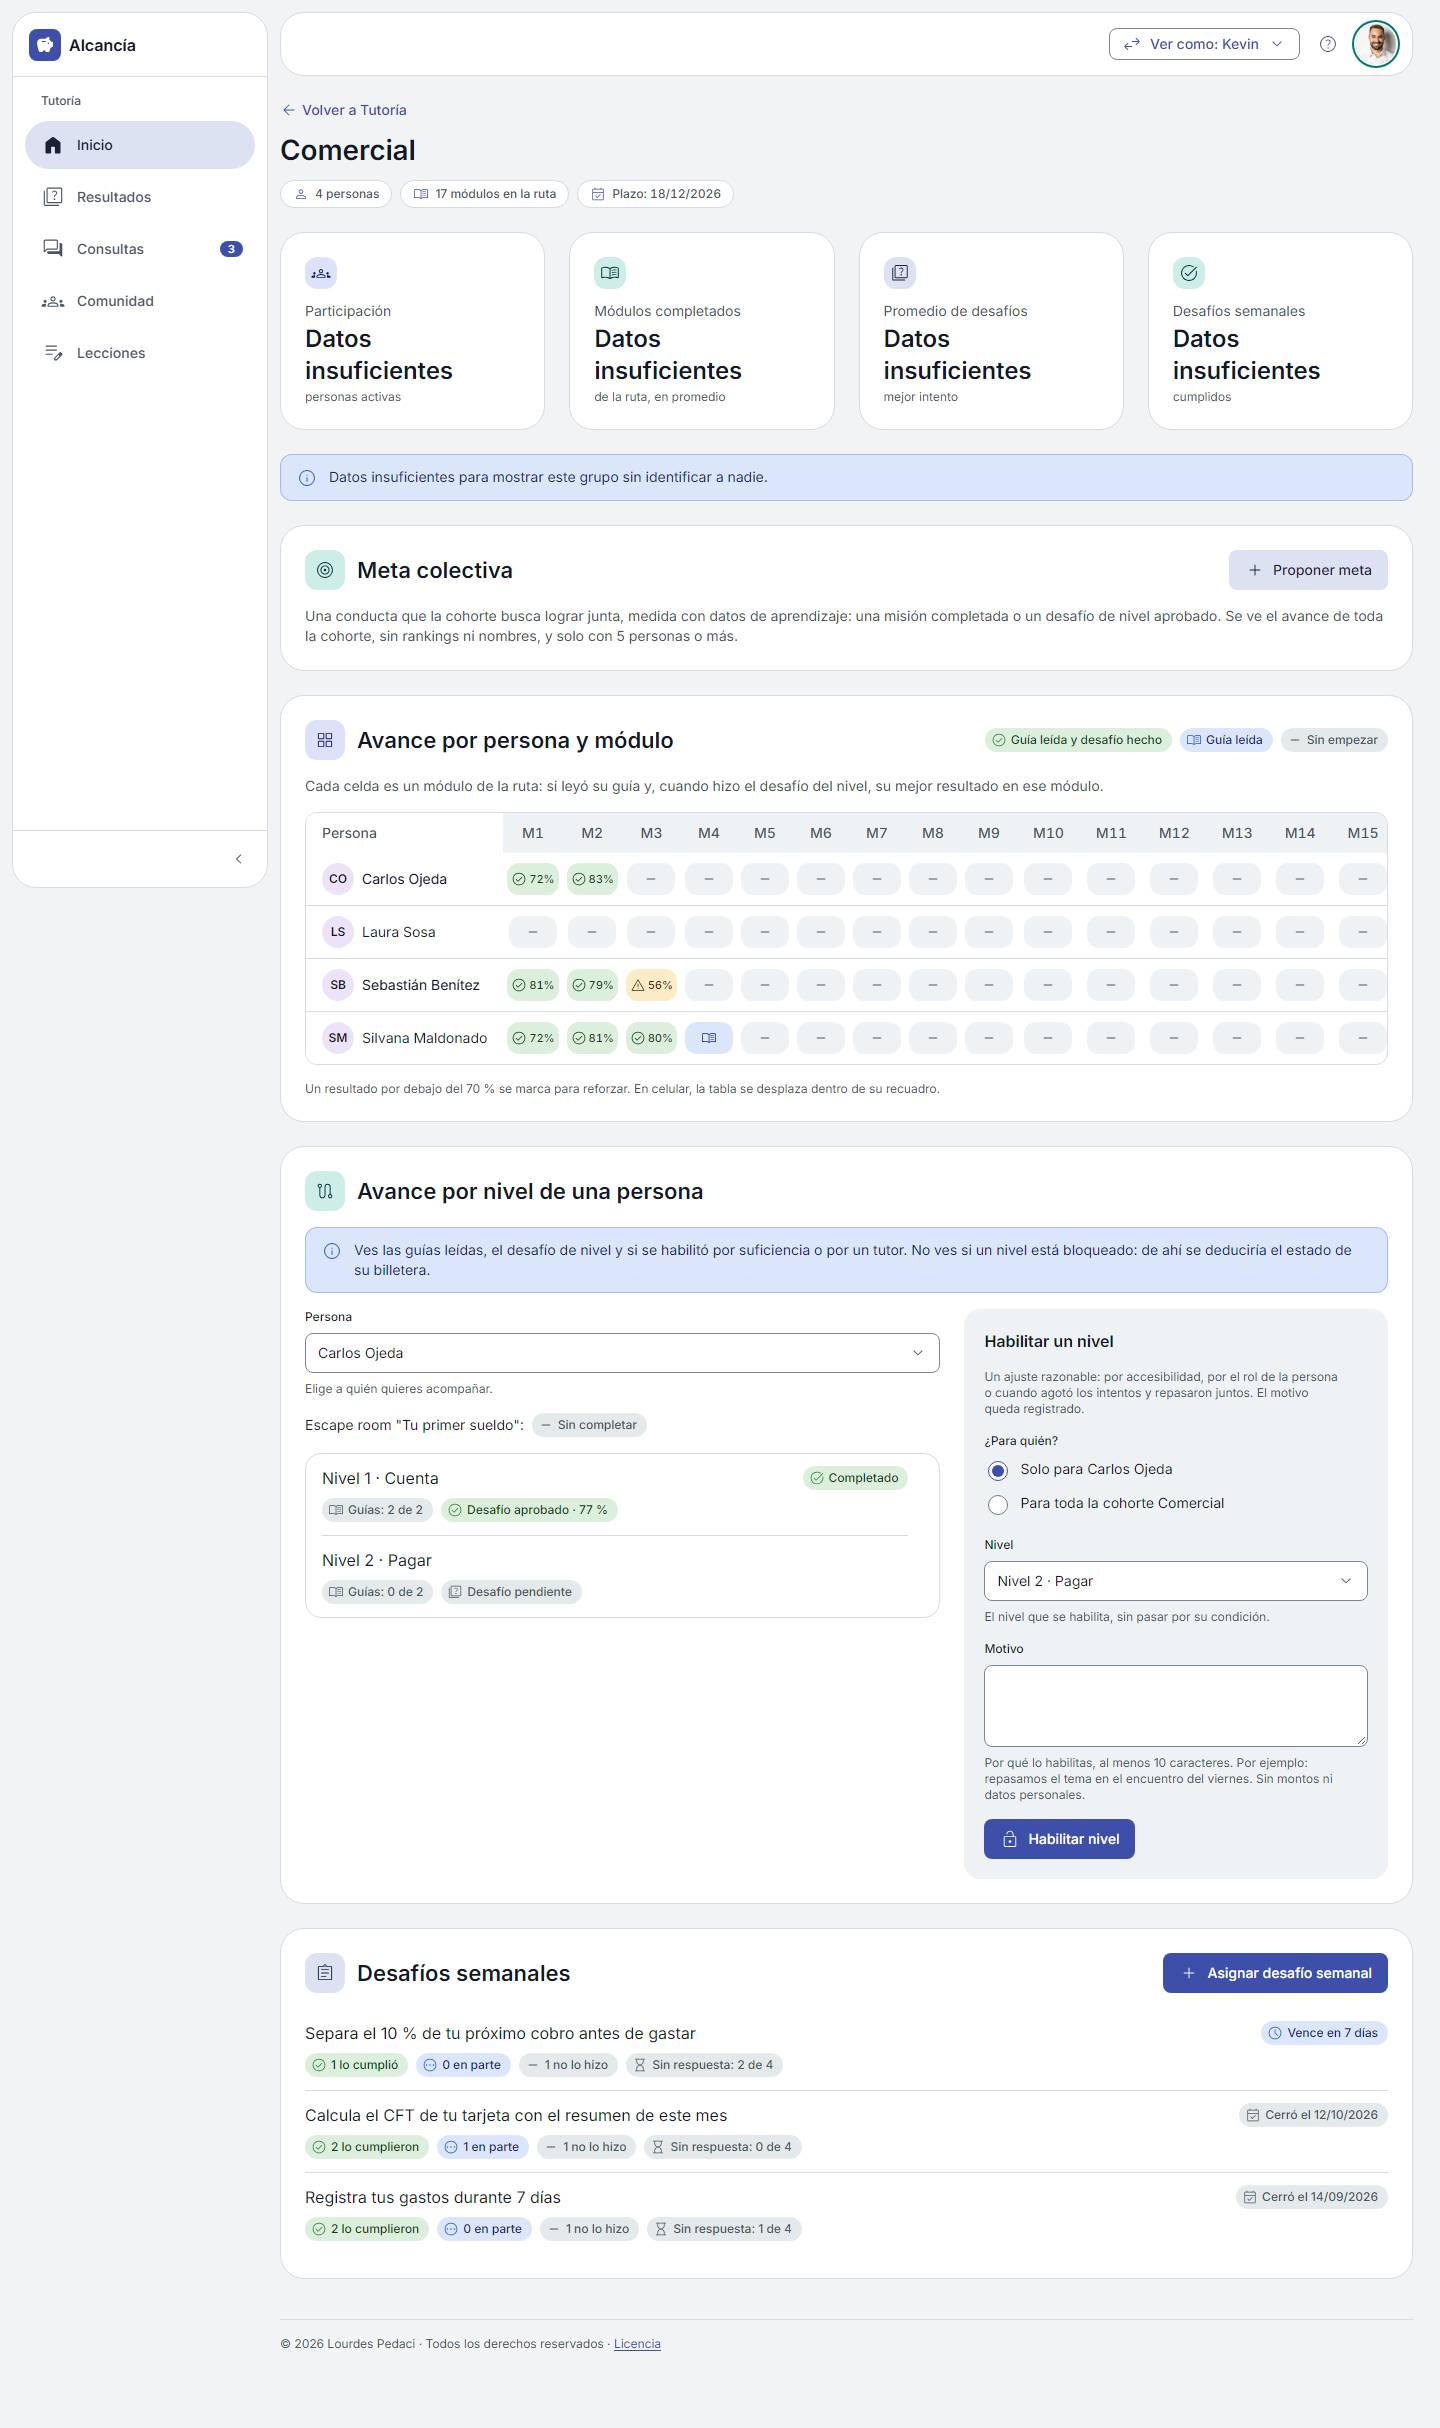 Alcancía
Ver como: Kevin
Tutoría
Inicio
Resultados
Consultas 3
Comunidad
Lecciones
Volver a Tutoría
Comercial
4 personas 17 módulos en la ruta Plazo: 18/12/2026
Participación
Datos
insuficientes
personas activas
Módulos completados
Datos
insuficientes
de la ruta, en promedio
Promedio de desafíos
Datos
insuficientes
mejor intento
Desafíos semanales
Datos
insuficientes
cumplidos
Datos insuficientes para mostrar este grupo sin identificar a nadie.
Meta colectiva
Proponer meta
Una conducta que la cohorte busca lograr junta, medida con datos de aprendizaje: una misión completada o un desafío de nivel aprobado. Se ve el avance de toda
la cohorte, sin rankings ni nombres, y solo con 5 personas o más.
Avance por persona y módulo
Guía leída y desafío hecho Guía leída – Sin empezar
Cada celda es un módulo de la ruta: si leyó su guía y, cuando hizo el desafío del nivel, su mejor resultado en ese módulo.
Persona M1 M2 M3 M4 M5 M6 M7 M8 M9 M10 M11 M12 M13 M14 M15
CO Carlos Ojeda 72% 83% – – – – – – – – – – – – –
LS Laura Sosa – – – – – – – – – – – – – – –
SB Sebastián Benítez 81% 79% 56% – – – – – – – – – – – –
SM Silvana Maldonado 72% 81% 80% – – – – – – – – – – –
Un resultado por debajo del 70 % se marca para reforzar. En celular, la tabla se desplaza dentro de su recuadro.
Avance por nivel de una persona
Ves las guías leídas, el desafío de nivel y si se habilitó por suficiencia o por un tutor. No ves si un nivel está bloqueado: de ahí se deduciría el estado de
su billetera.
Persona
Carlos Ojeda
Elige a quién quieres acompañar.
Escape room "Tu primer sueldo": – Sin completar
Nivel 1 · Cuenta Completado
Guías: 2 de 2 Desafío aprobado · 77 %
Nivel 2 · Pagar
Guías: 0 de 2 Desafío pendiente
Habilitar un nivel
Un ajuste razonable: por accesibilidad, por el rol de la persona
o cuando agotó los intentos y repasaron juntos. El motivo
queda registrado.
¿Para quién?
Solo para Carlos Ojeda
Para toda la cohorte Comercial
Nivel
Nivel 2 · Pagar
El nivel que se habilita, sin pasar por su condición.
Motivo
Por qué lo habilitas, al menos 10 caracteres. Por ejemplo:
repasamos el tema en el encuentro del viernes. Sin montos ni
datos personales.
Habilitar nivel
Desafíos semanales
Asignar desafío semanal
Separa el 10 % de tu próximo cobro antes de gastar Vence en 7 días
1 lo cumplió 0 en parte – 1 no lo hizo Sin respuesta: 2 de 4
Calcula el CFT de tu tarjeta con el resumen de este mes Cerró el 12/10/2026
2 lo cumplieron 1 en parte – 1 no lo hizo Sin respuesta: 0 de 4
Registra tus gastos durante 7 días Cerró el 14/09/2026
2 lo cumplieron 0 en parte – 1 no lo hizo Sin respuesta: 1 de 4
© 2026 Lourdes Pedaci · Todos los derechos reservados · Licencia